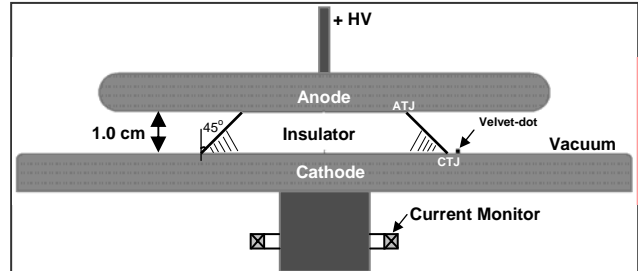 + HV
Anode
ATJ
1.0 cm
45°
Insulator
Velvet-dot
Vacuum
CTJ
Cathode
Current Monitor